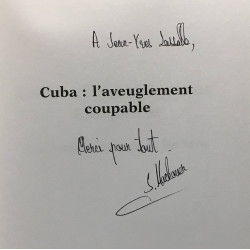 A Jean-Yves
Cuba : l'aveuglement
coupable
Merci pour tout.